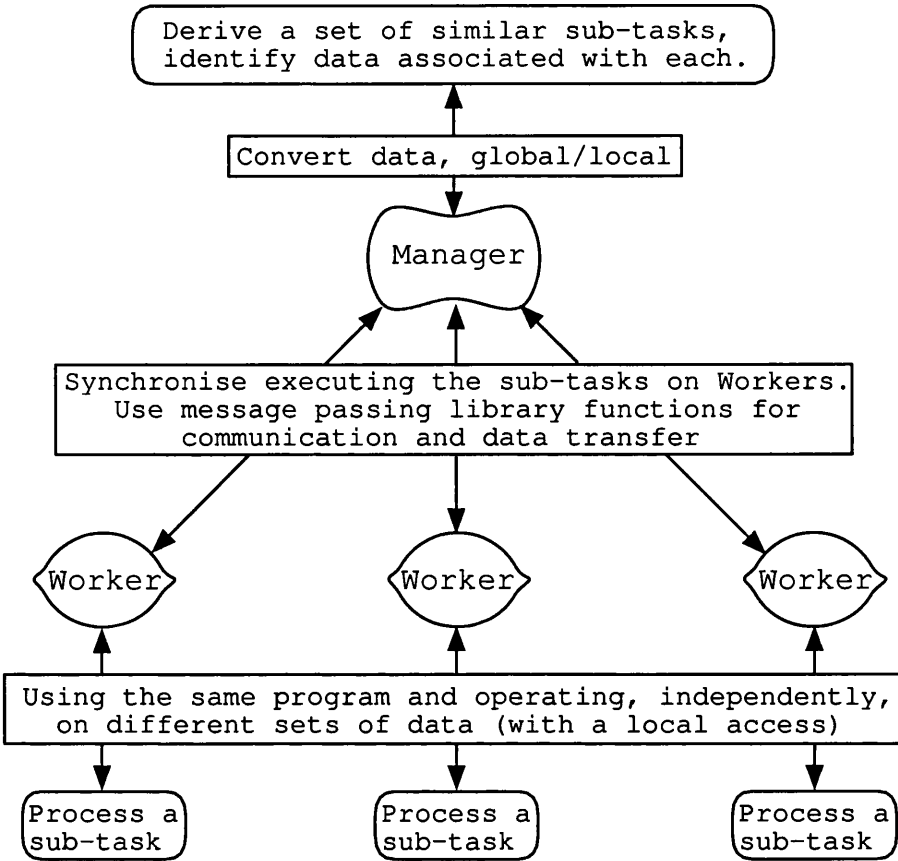 Derive a set of similar sub-tasks,
identify data associated with each.
Convert data, global/local
Manager
Synchronise executing the sub-tasks on Workers.
Use message passing library functions for
communication and data transfer
Worker
Worker
Worker
Using the same program and operating, independently,
on different sets of data (with a local access)
Process a
sub-task
Process a
sub-task
Process a
sub-task